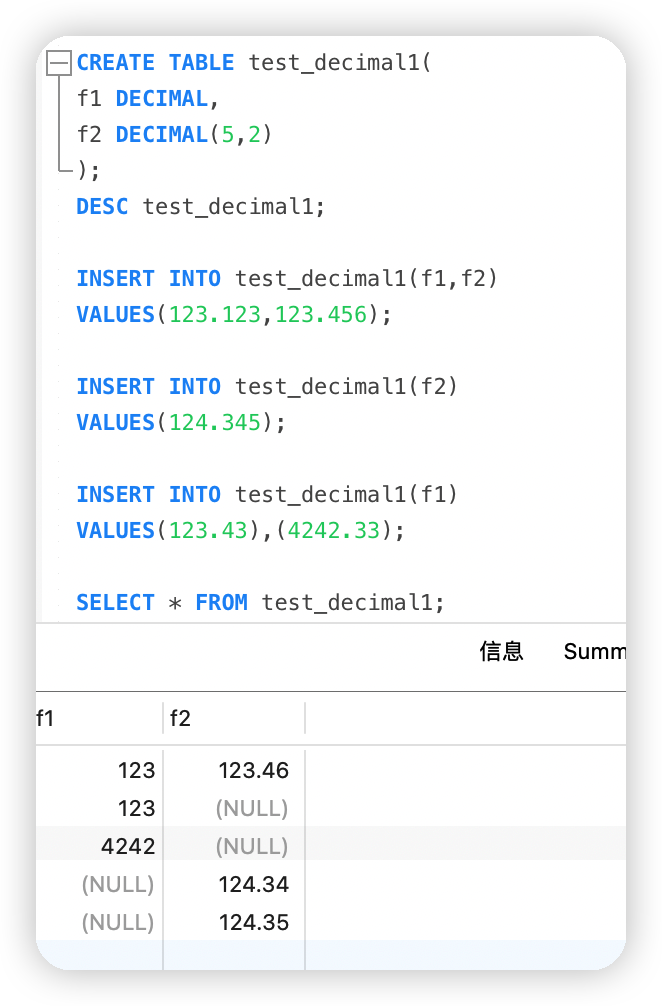 CREATE TABLE test_decimal1(
f1 DECIMAL,
f2 DECIMAL(5,2)
);
DESC test_decimal1;
INSERT INTO test_decimal1(f1,f2)
VALUES(123.123,123.456);
INSERT INTO test_decimal1(f2)
VALUES(124.345);
INSERT INTO test_decimal1(f1)
VALUES(123.43),(4242.33);
SELECT * FROM test_decimal1;
信息 Summ
f1 f2
123 123.46
123 (NULL)
4242 (NULL)
(NULL) 124.34
(NULL) 124.35